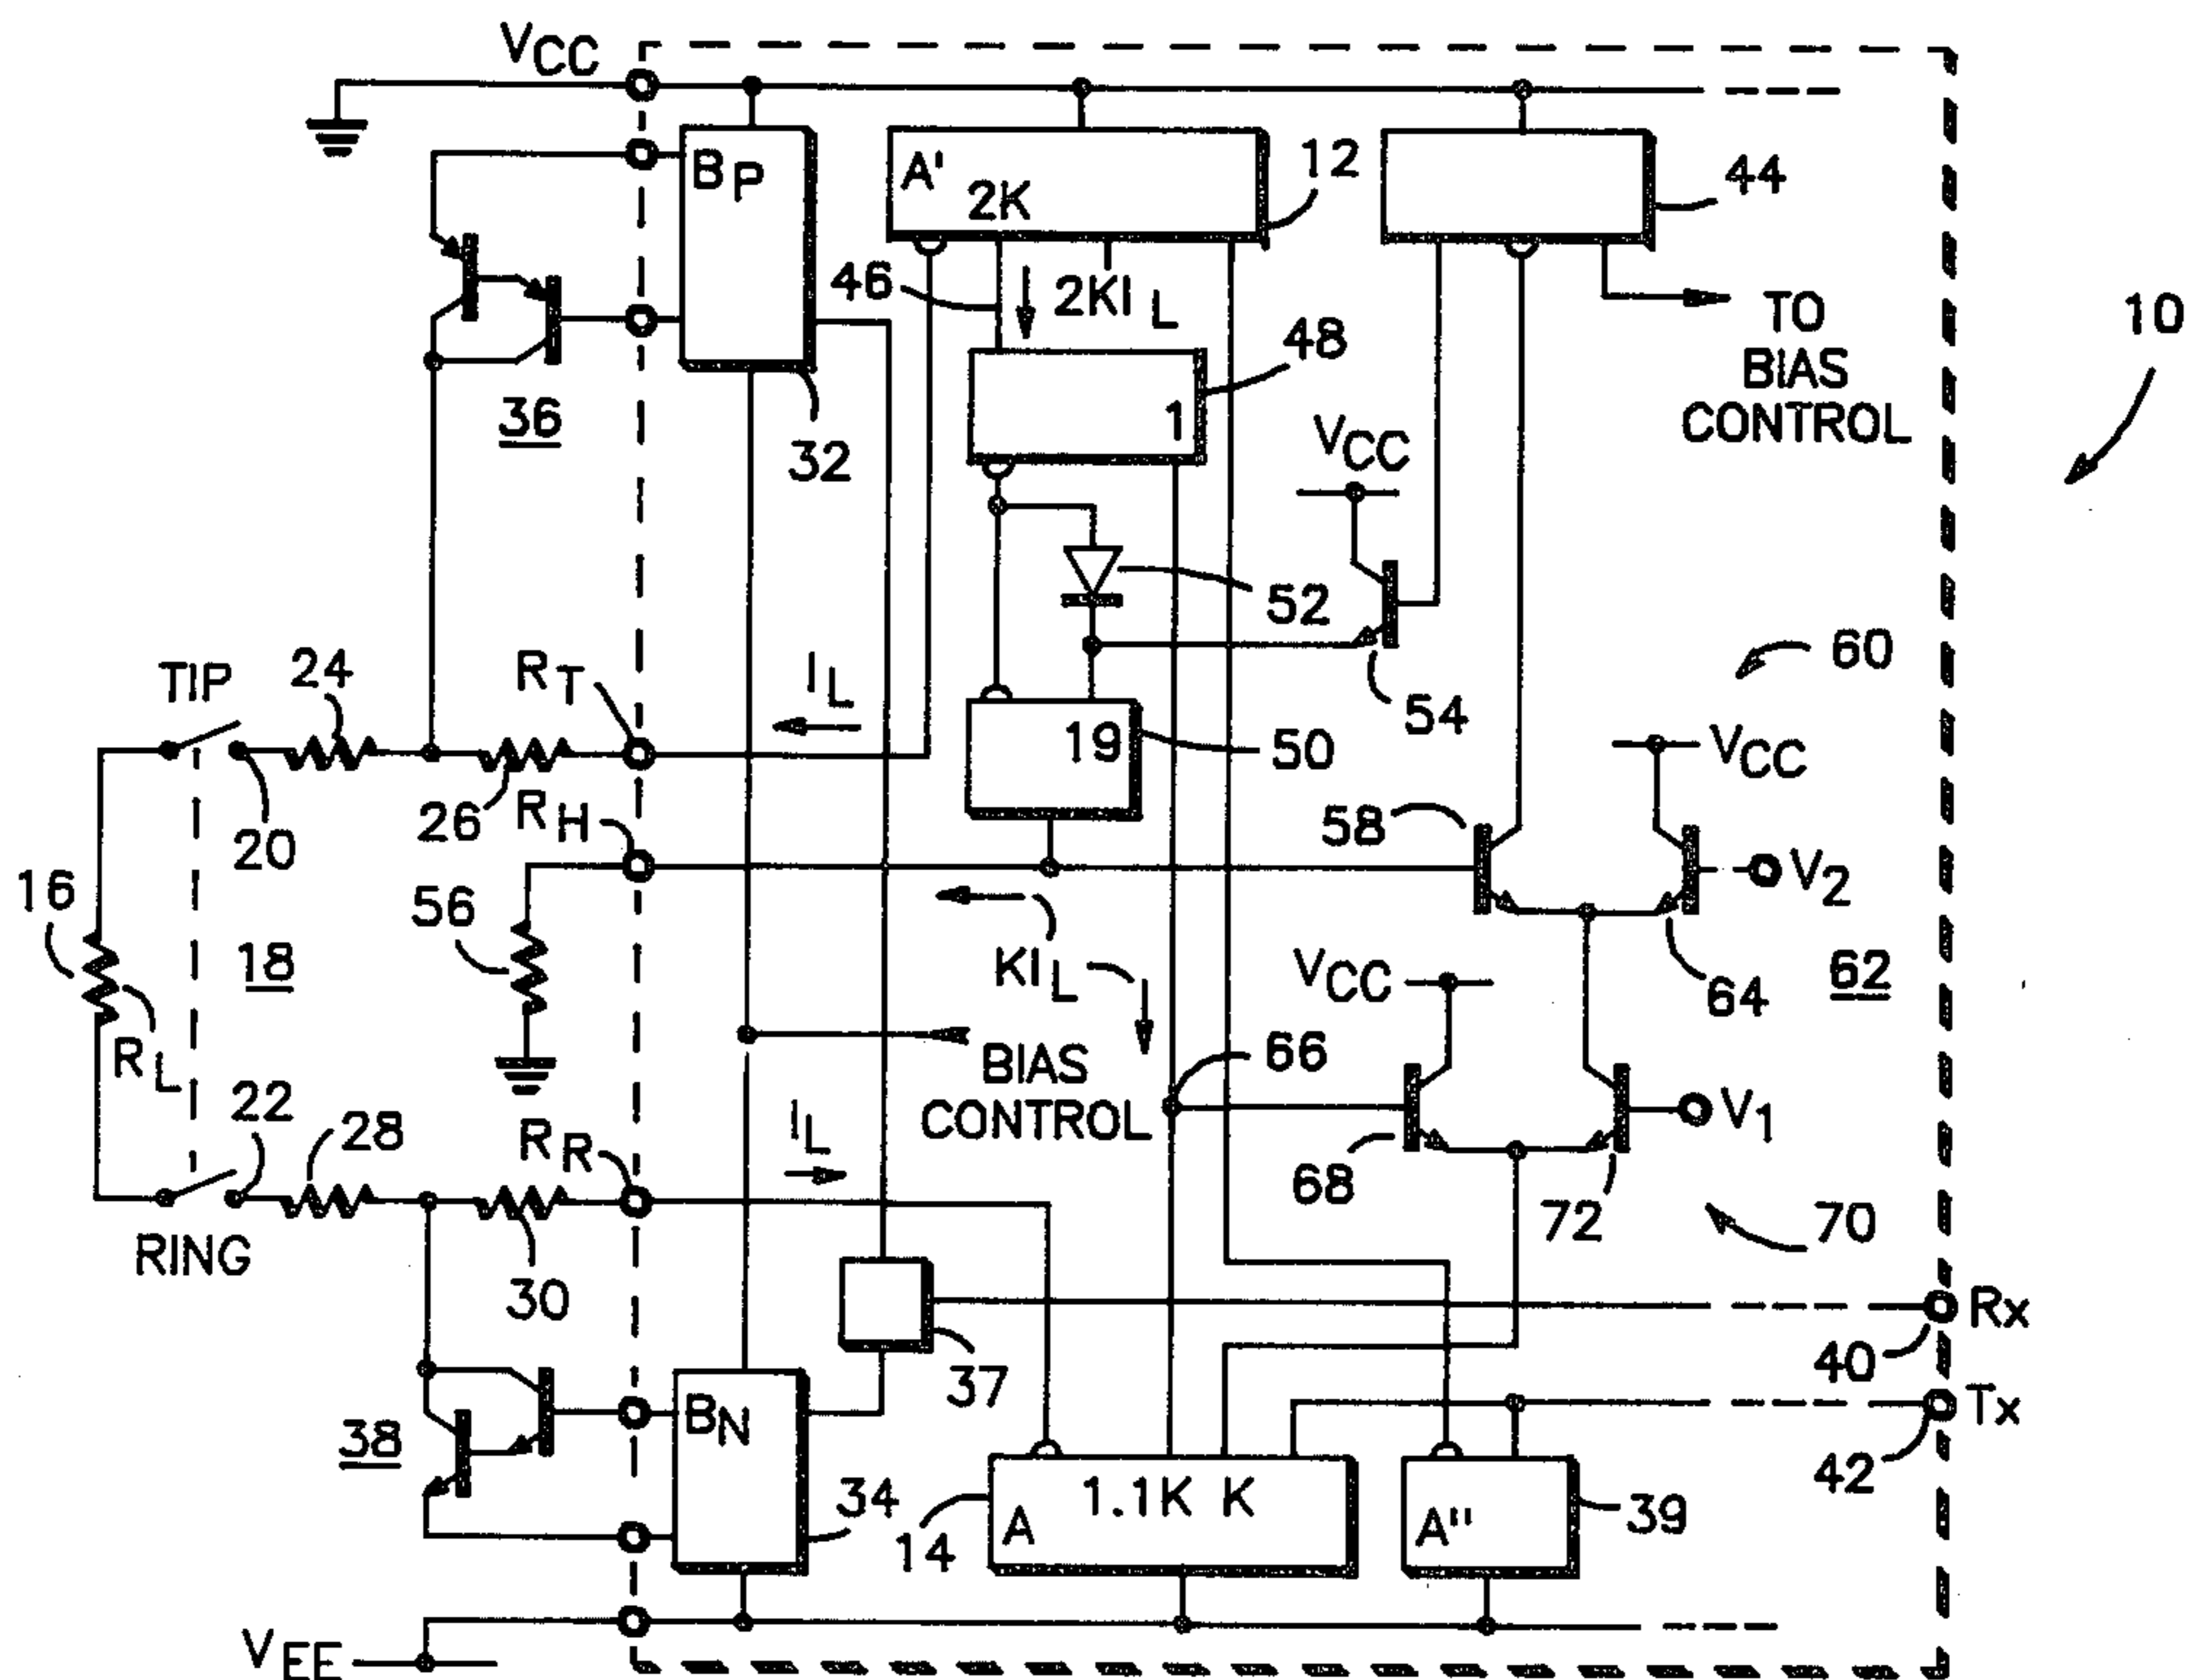 VCC
BP
A'
2K
12
44
46
2KIL
48
TO
BIAS
CONTROL
10
1
36
32
VCC
52
54
60
TIP
24
RT
IL
19
50
VCC
20
26
RH
58
V2
16
56
18
KIL
VCC
64
62
RL
66
22
BIAS
CONTROL
V1
28
RR
IL
68
72
70
RING
30
Rx
37
40
Tx
38
BN
34
14
A
1.1K
K
A"
39
42
VEE